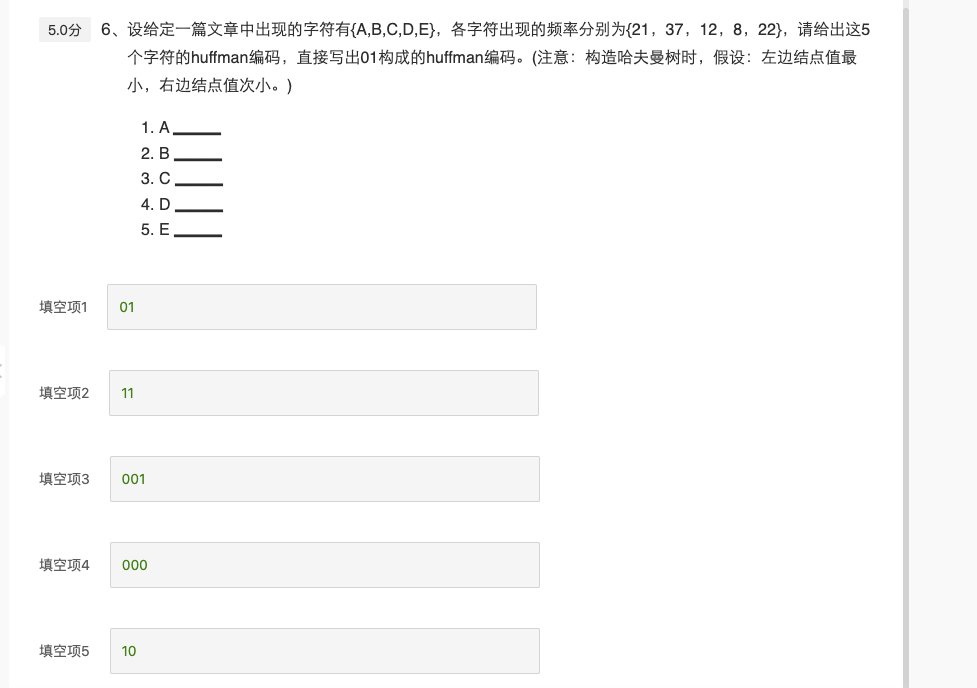 5.0分 6、设给定一篇文章中出现的字符有{A,B,C,D,E}，各字符出现的频率分别为{21，37，12，8，22}，请给出这5
个字符的huffman编码，直接写出01构成的huffman编码。(注意：构造哈夫曼树时，假设：左边结点值最
小，右边结点值次小。)
1. A
2. B
3. C
4. D
5. E
填空项1 01
填空项2 11
填空项3 001
填空项4 000
填空项5 10